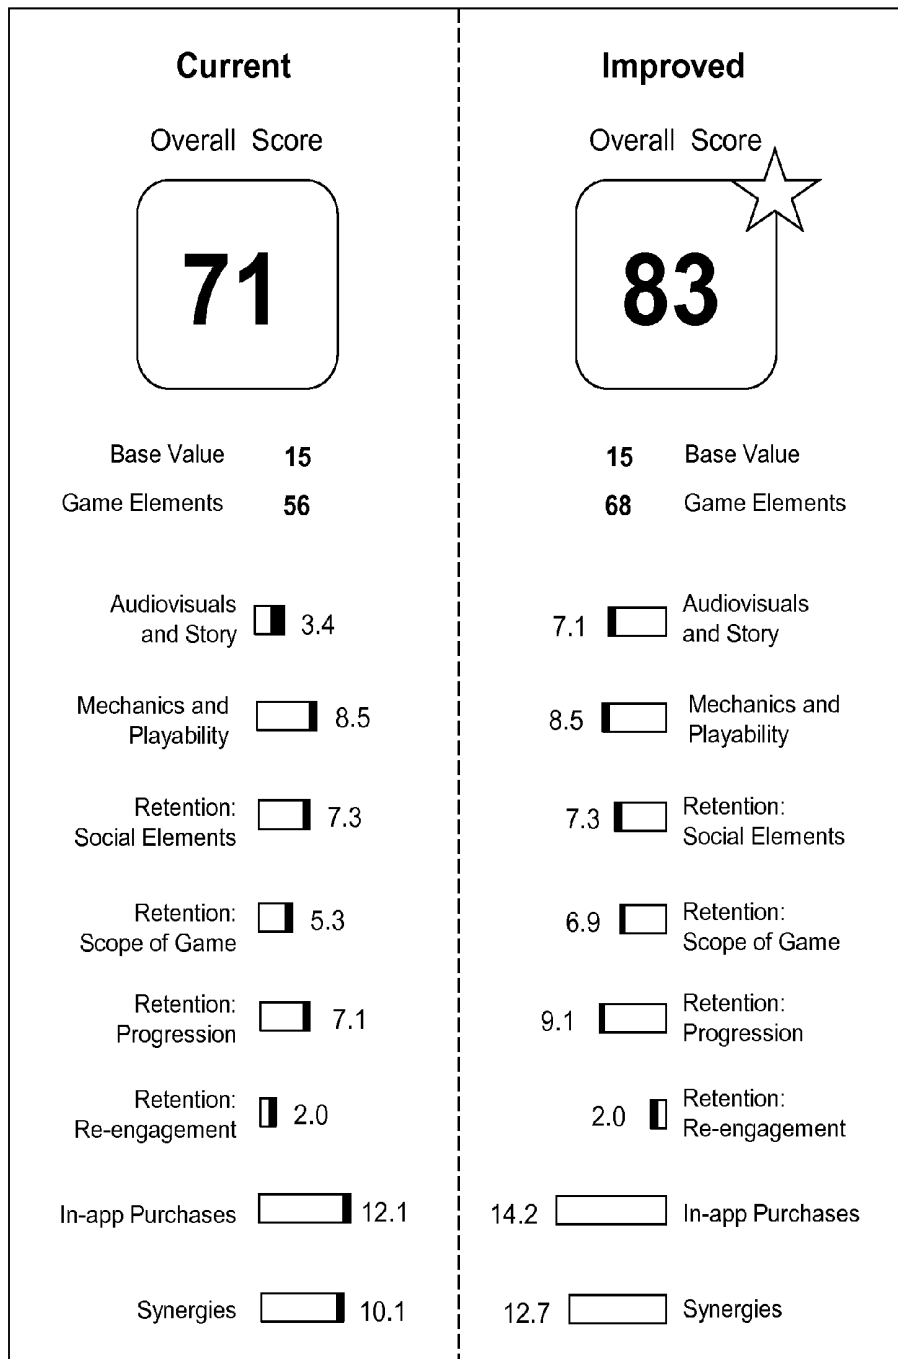 Current
Overall Score
71
Base Value 15
Game Elements 56
Audiovisuals
and Story 3.4
Mechanics and
Playability 8.5
Retention:
Social Elements 7.3
Retention:
Scope of Game 5.3
Retention:
Progression 7.1
Retention:
Re-engagement 2.0
In-app Purchases 12.1
Synergies 10.1
Improved
Overall Score
83
15 Base Value
68 Game Elements
7.1 Audiovisuals
and Story
8.5 Mechanics and
Playability
7.3 Retention:
Social Elements
6.9 Retention:
Scope of Game
9.1 Retention:
Progression
2.0 Retention:
Re-engagement
14.2 In-app Purchases
12.7 Synergies